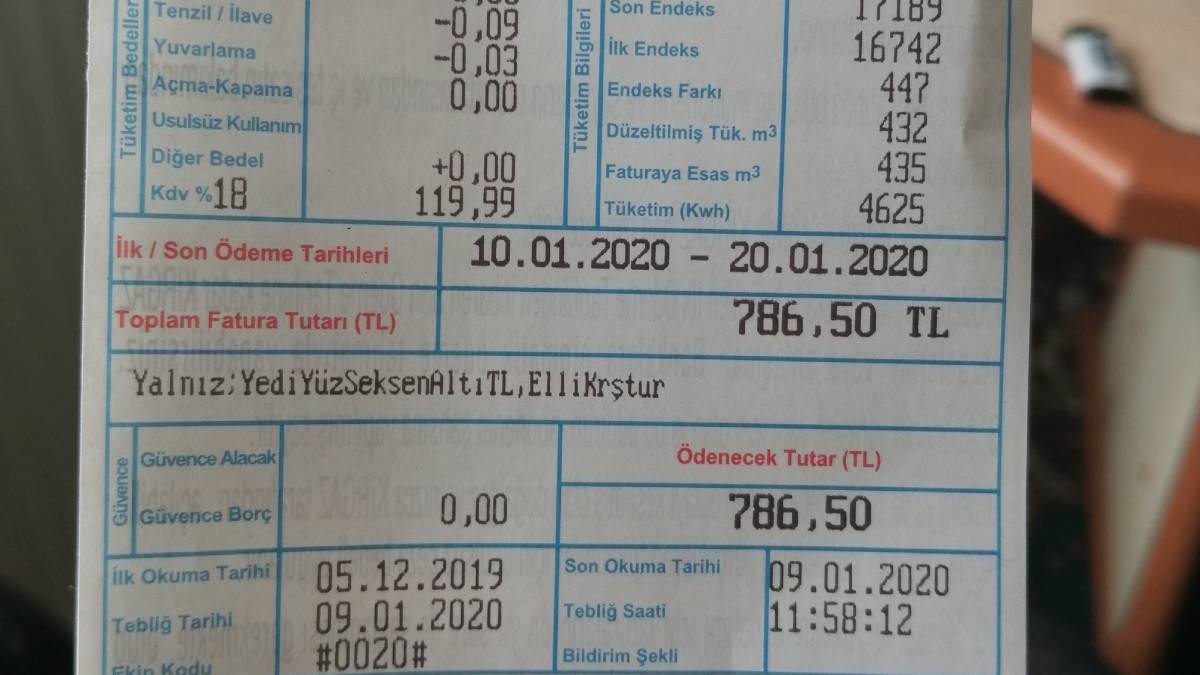 Tüketim Bedeller
Tenzil / İlave -0,09
Yuvarlama -0,03
Açma-Kapama 0,00
Usulsüz Kullanım
Diğer Bedel +0,00
Kdv %18 119,99
Tüketim Bilgileri
Son Endeks 17189
İlk Endeks 16742
Endeks Farkı 447
Düzeltilmiş Tük. m3 432
Faturaya Esas m3 435
Tüketim (Kwh) 4625
İlk / Son Ödeme Tarihleri 10.01.2020 - 20.01.2020
Toplam Fatura Tutarı (TL) 786,50 TL
Yalnız;YediYüzSeksenAltıTL,ElliKrştur
Güvence
Güvence Alacak
Güvence Borç 0,00
Ödenecek Tutar (TL)
786,50
İlk Okuma Tarihi 05.12.2019 Son Okuma Tarihi 09.01.2020
Tebliğ Tarihi 09.01.2020 Tebliğ Saati 11:58:12
Ekip Kodu #0020# Bildirim Şekli